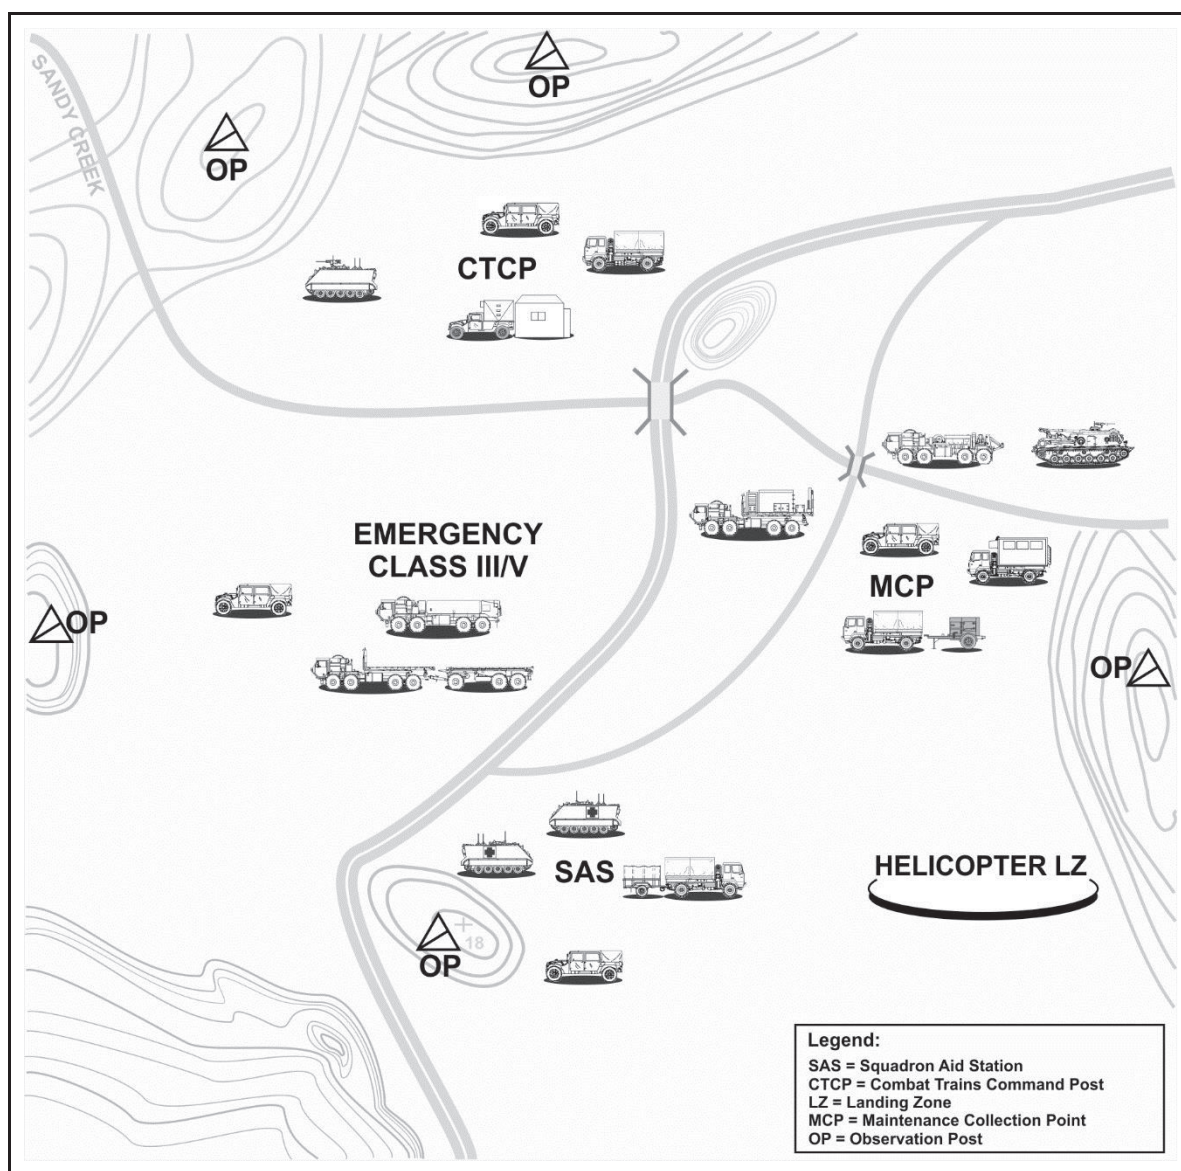 SANDY CREEK
OP
OP
CTCP
EMERGENCY
CLASS III/V
MCP
OP
OP
SAS
HELICOPTER LZ
18
OP
Legend:
SAS = Squadron Aid Station
CTCP = Combat Trains Command Post
LZ = Landing Zone
MCP = Maintenance Collection Point
OP = Observation Post